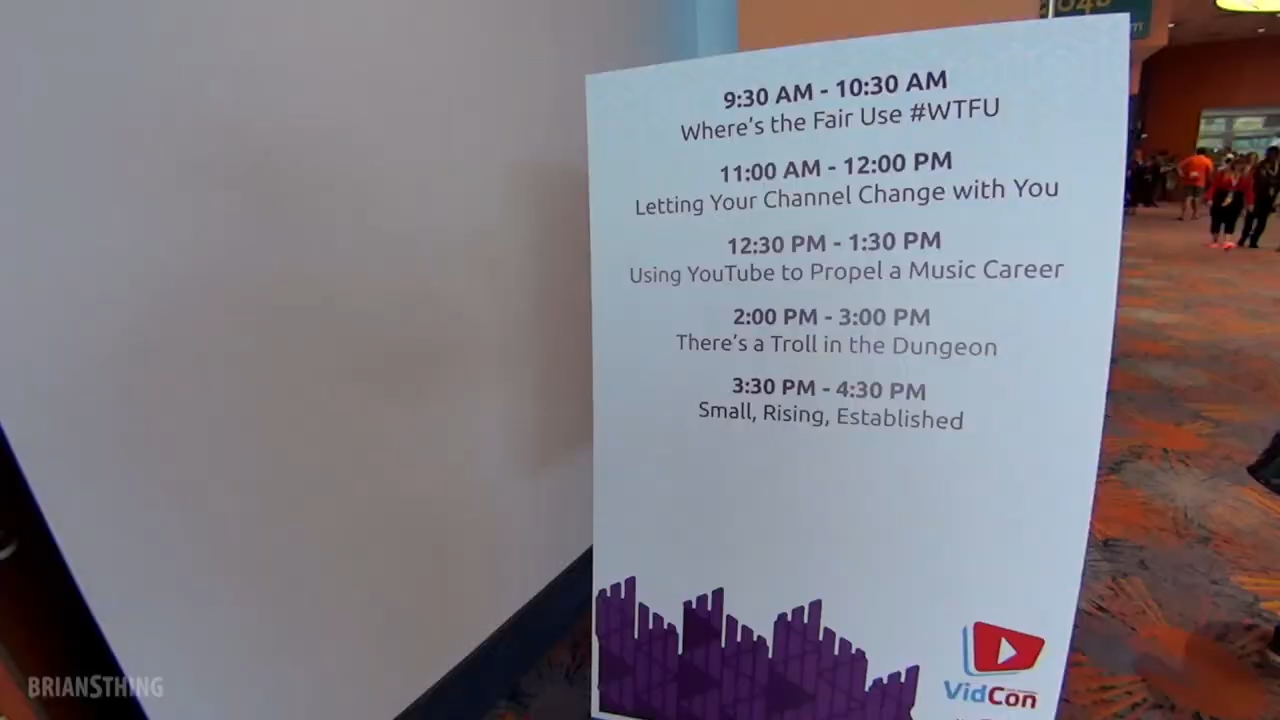 2048
9:30 AM - 10:30 AM
Where's the Fair Use #WTFU
11:00 AM - 12:00 PM
Letting Your Channel Change with You
12:30 PM - 1:30 PM
Using YouTube to Propel a Music Career
2:00 PM - 3:00 PM
There's a Troll in the Dungeon
3:30 PM - 4:30 PM
Small, Rising, Established
VidCon
BRIANSTHING